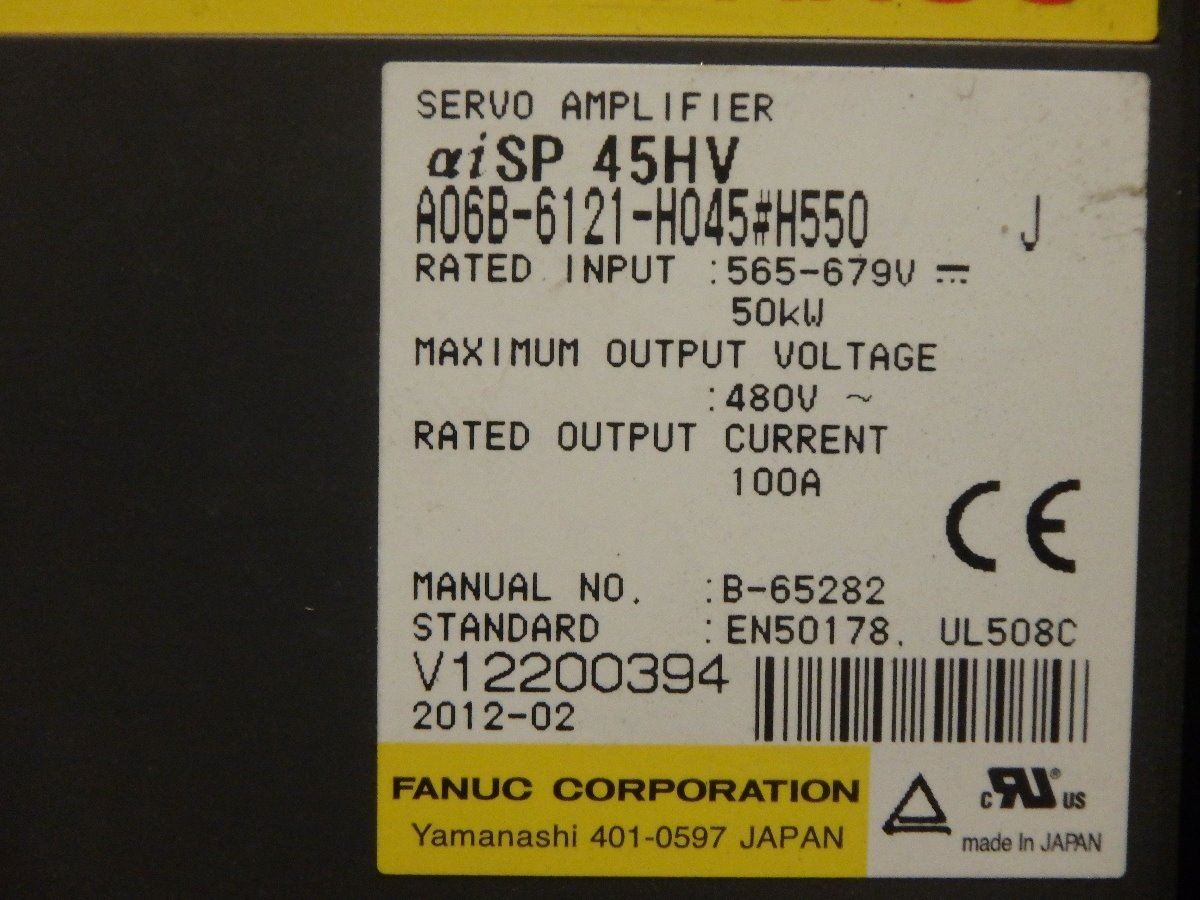 SERVO AMPLIFIER
αiSP 45HV
A06B-6121-H045#H550 J
RATED INPUT :565-679V ⎓
50kW
MAXIMUM OUTPUT VOLTAGE
:480V ~
RATED OUTPUT CURRENT
100A
CE
MANUAL NO. :B-65282
STANDARD :EN50178. UL508C
V12200394
2012-02
FANUC CORPORATION
Yamanashi 401-0597 JAPAN
c RU ® US
made In JAPAN